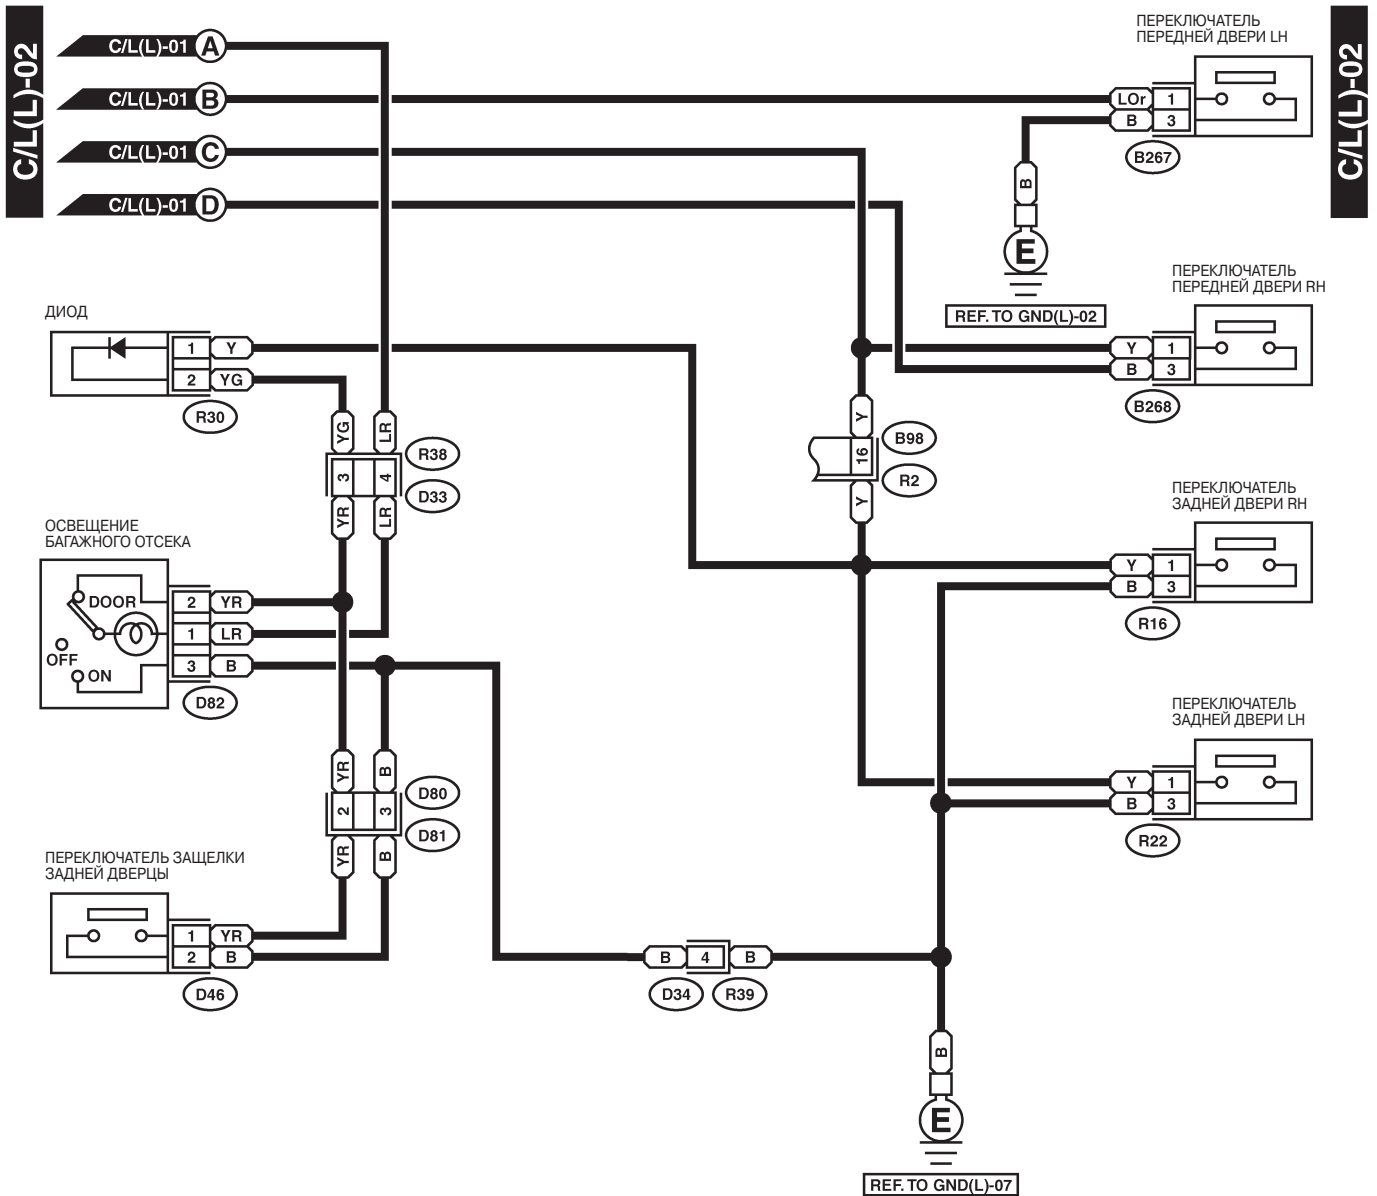 C/L(L)-02
C/L(L)-02
C/L(L)-01 A
C/L(L)-01 B
C/L(L)-01 C
C/L(L)-01 D
ПЕРЕКЛЮЧАТЕЛЬ
ПЕРЕДНЕЙ ДВЕРИ LH
LOr 1
B 3
B267
B
E
REF. TO GND(L)-02
ПЕРЕКЛЮЧАТЕЛЬ
ПЕРЕДНЕЙ ДВЕРИ RH
Y 1
B 3
B268
ДИОД
1 Y
2 YG
R30
YG LR
3 4
YR LR
R38
D33
Y
16
Y
B98
R2
ПЕРЕКЛЮЧАТЕЛЬ
ЗАДНЕЙ ДВЕРИ RH
Y 1
B 3
R16
ОСВЕЩЕНИЕ
БАГАЖНОГО ОТСЕКА
DOOR
OFF
ON
2 YR
1 LR
3 B
D82
ПЕРЕКЛЮЧАТЕЛЬ
ЗАДНЕЙ ДВЕРИ LH
Y 1
B 3
R22
YR B
2 3
YR B
D80
D81
ПЕРЕКЛЮЧАТЕЛЬ ЗАЩЕЛКИ
ЗАДНЕЙ ДВЕРЦЫ
1 YR
2 B
D46
B 4 B
D34 R39
B
E
REF. TO GND(L)-07